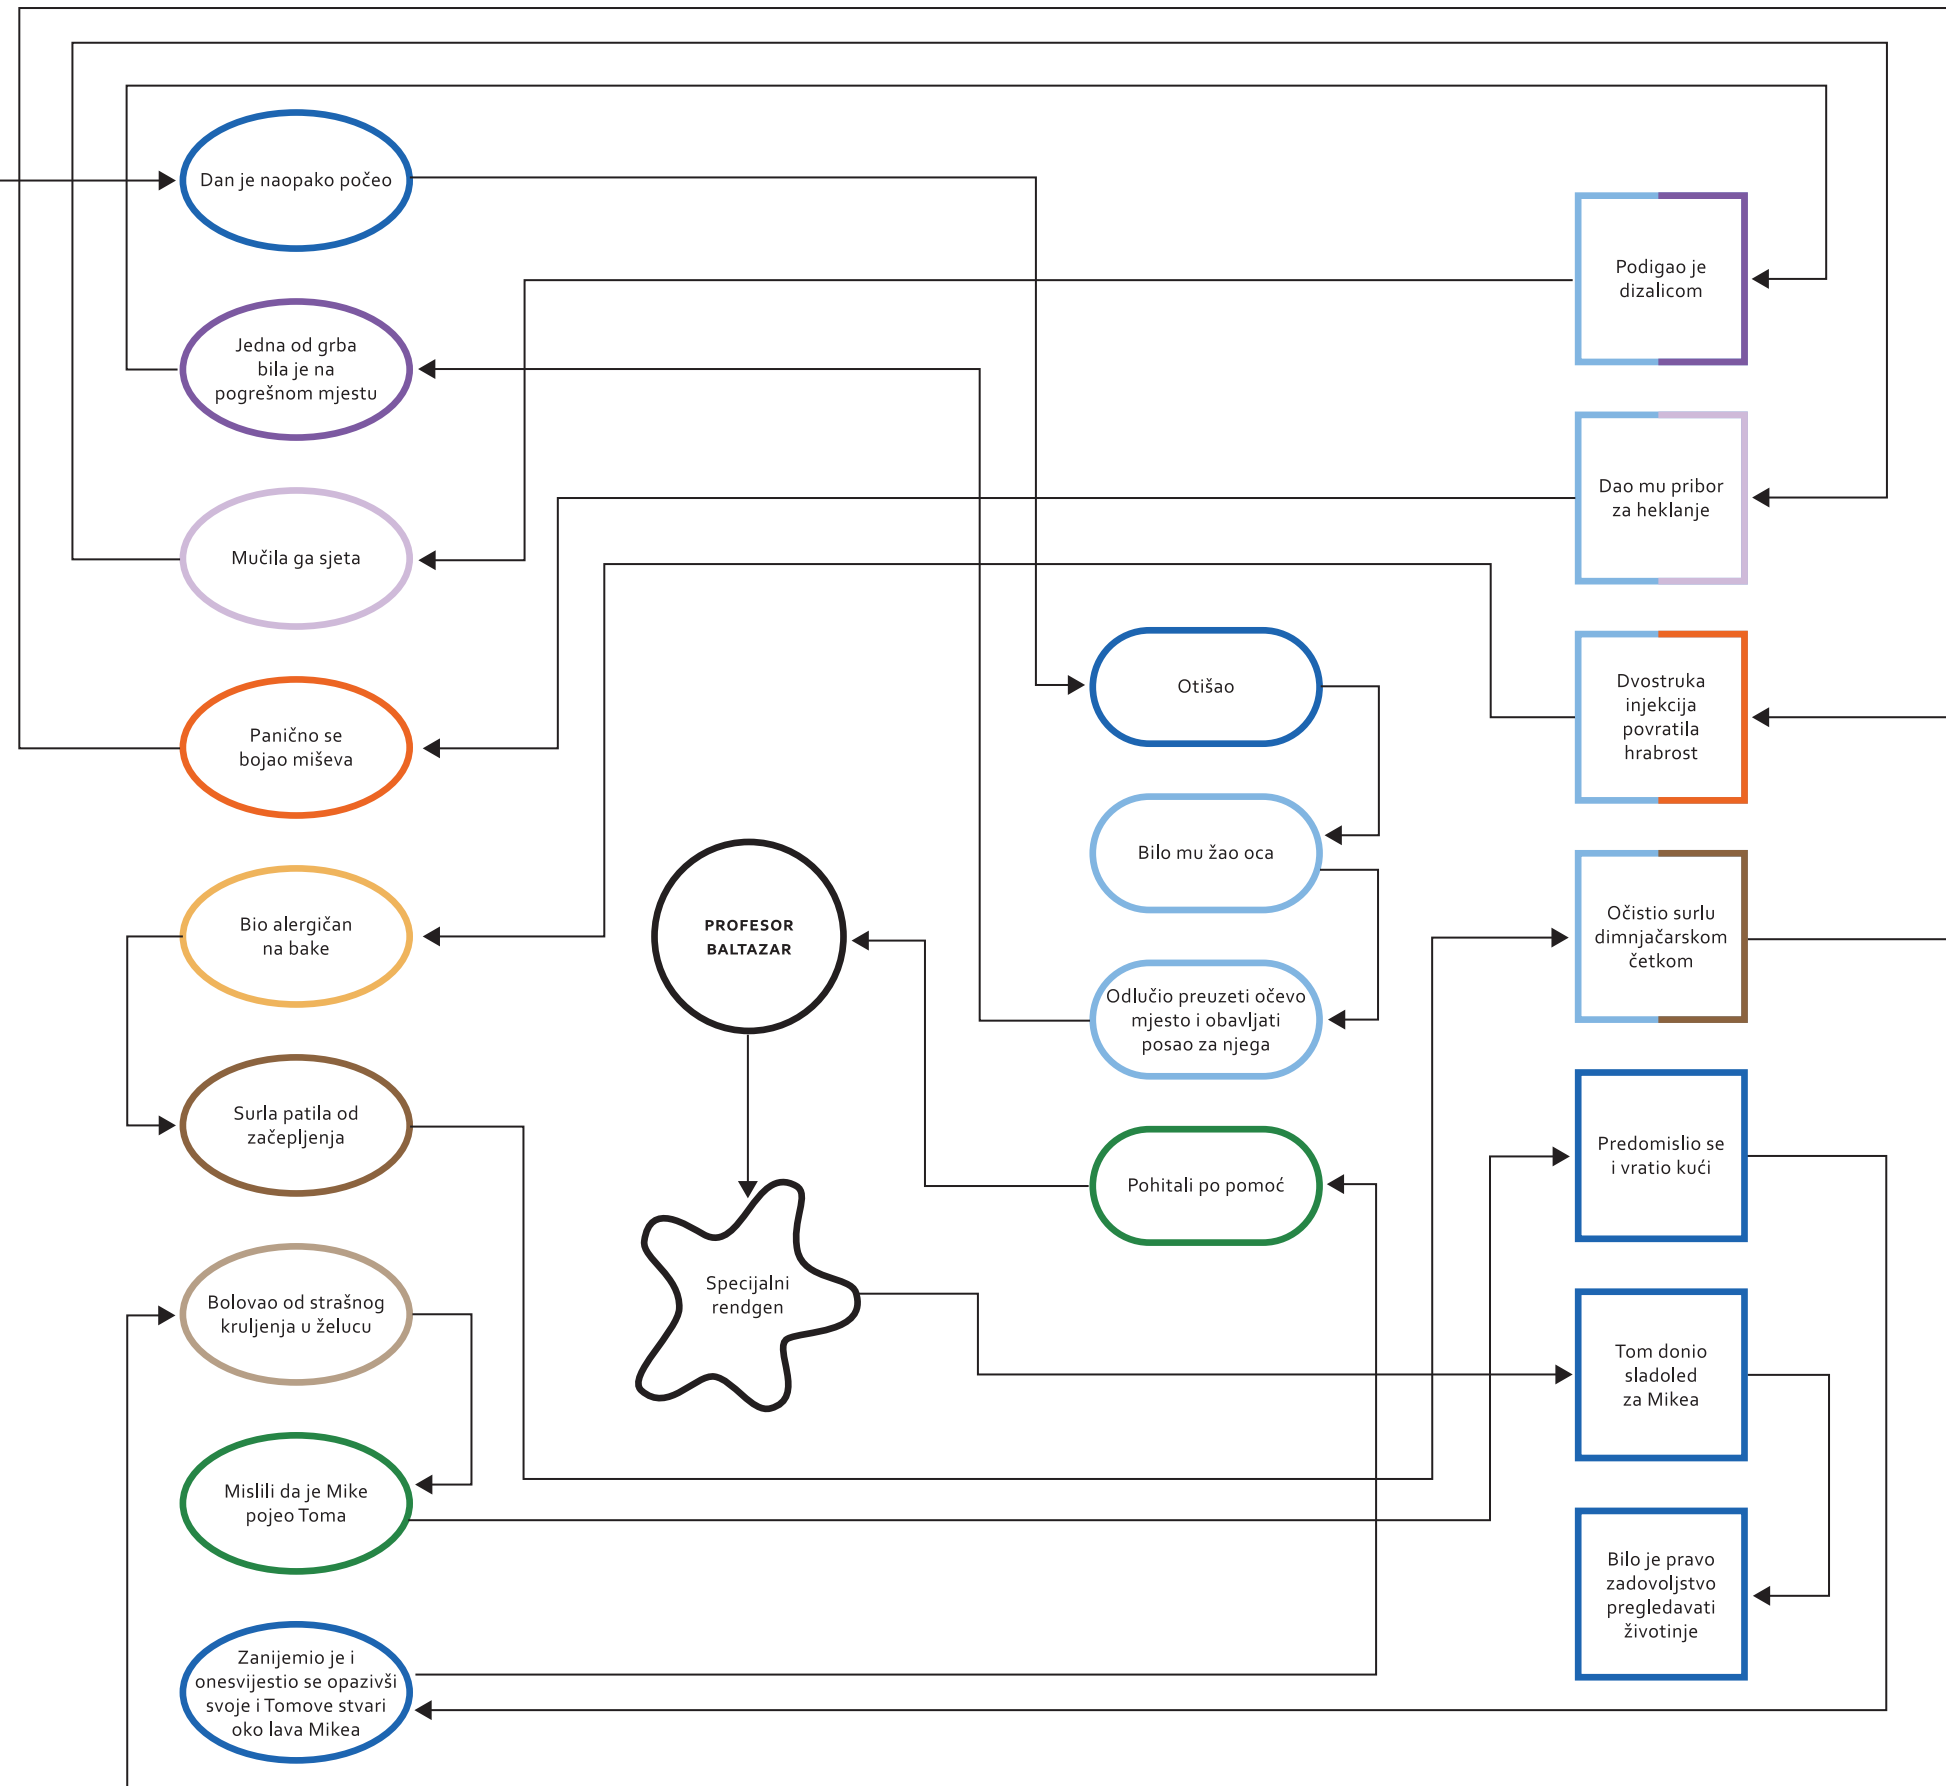 Dan je naopako počeo
Jedna od grba
bila je na
pogrešnom mjestu
Mučila ga sjeta
Panično se
bojao miševa
Bio alergičan
na bake
Surla patila od
začepljenja
Bolovao od strašnog
kruljenja u želucu
Mislili da je Mike
pojeo Toma
Zanijemio je i
onesvijestio se opazivši
svoje i Tomove stvari
oko lava Mikea
PROFESOR
BALTAZAR
Specijalni
rendgen
Otišao
Bilo mu žao oca
Odlučio preuzeti očevo
mjesto i obavljati
posao za njega
Pohitali po pomoć
Podigao je
dizalicom
Dao mu pribor
za heklanje
Dvostruka
injekcija
povratila
hrabrost
Očistio surlu
dimnjačarskom
četkom
Predomislio se
i vratio kući
Tom donio
sladoled
za Mikea
Bilo je pravo
zadovoljstvo
pregledavati
životinje